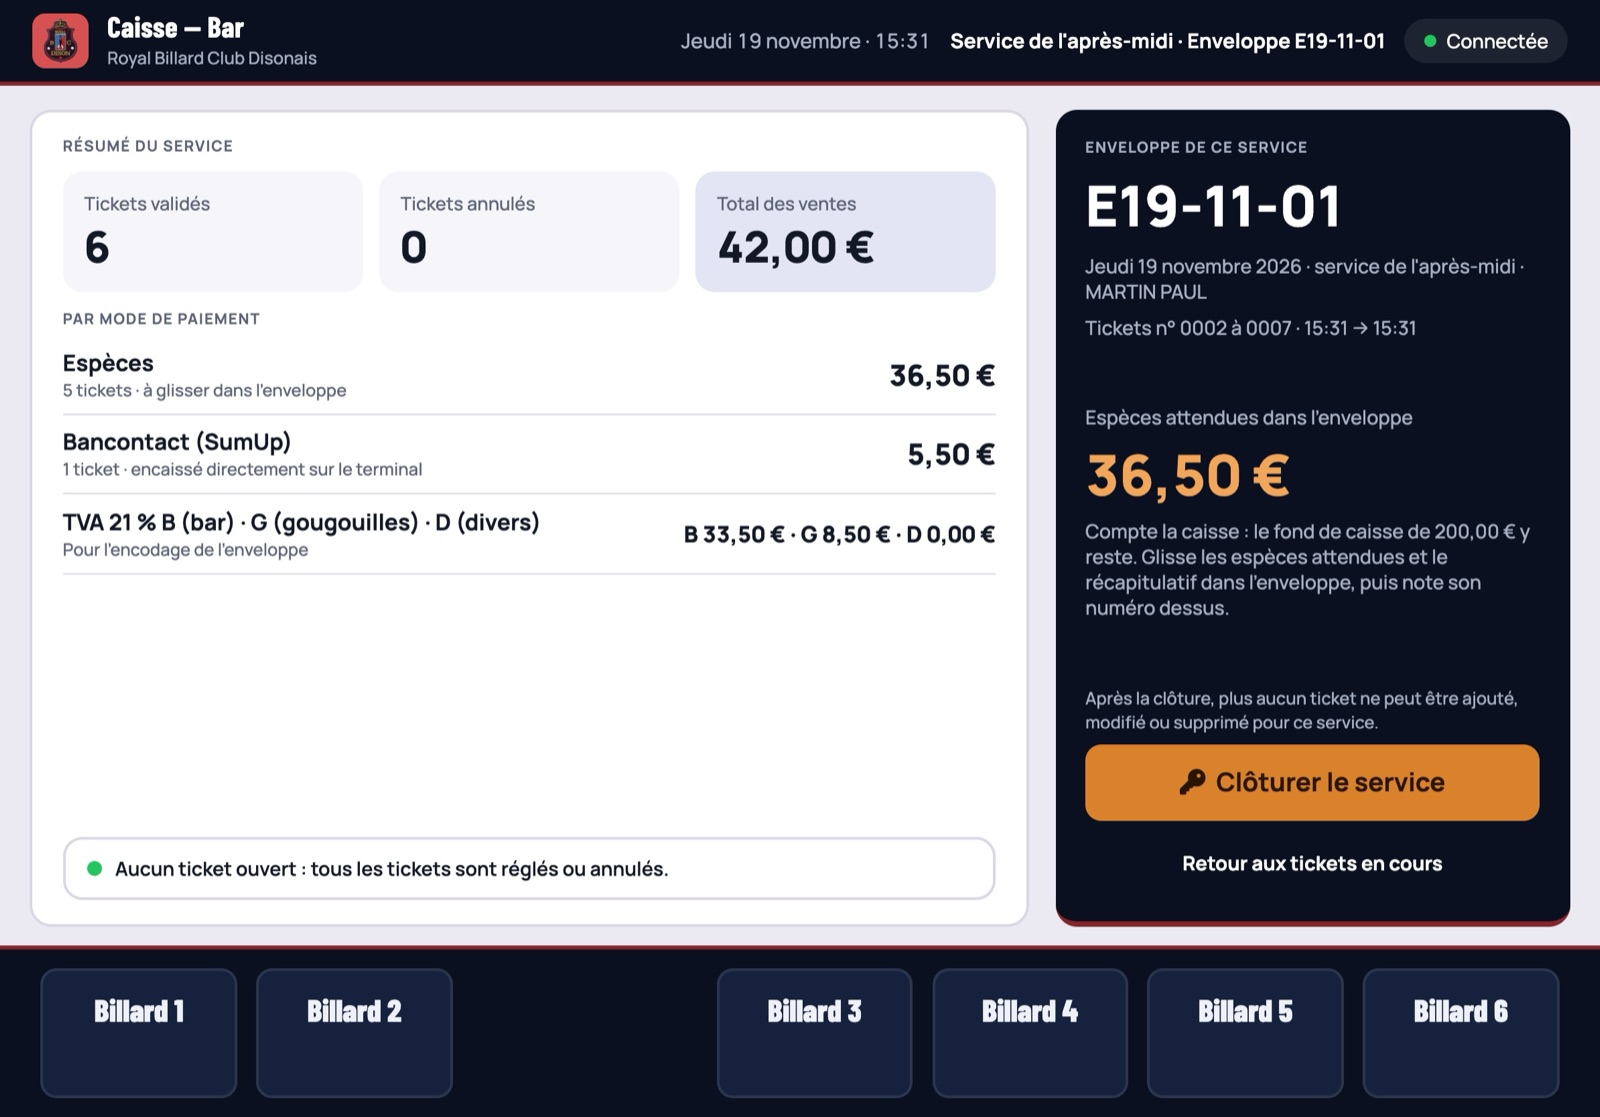 Caisse — Bar
Royal Billard Club Disonais
Jeudi 19 novembre · 15:31
Service de l'après-midi · Enveloppe E19-11-01
Connectée
RÉSUMÉ DU SERVICE
Tickets validés
6
Tickets annulés
0
Total des ventes
42,00 €
PAR MODE DE PAIEMENT
Espèces
36,50 €
5 tickets · à glisser dans l'enveloppe
Bancontact (SumUp)
5,50 €
1 ticket · encaissé directement sur le terminal
TVA 21 % B (bar) · G (gougouilles) · D (divers)
B 33,50 € · G 8,50 € · D 0,00 €
Pour l'encodage de l'enveloppe
Aucun ticket ouvert : tous les tickets sont réglés ou annulés.
ENVELOPPE DE CE SERVICE
E19-11-01
Jeudi 19 novembre 2026 · service de l'après-midi ·
MARTIN PAUL
Tickets n° 0002 à 0007 · 15:31 → 15:31
Espèces attendues dans l'enveloppe
36,50 €
Compte la caisse : le fond de caisse de 200,00 € y
reste. Glisse les espèces attendues et le
récapitulatif dans l'enveloppe, puis note son
numéro dessus.
Après la clôture, plus aucun ticket ne peut être ajouté,
modifié ou supprimé pour ce service.
Clôturer le service
Retour aux tickets en cours
Billard 1
Billard 2
Billard 3
Billard 4
Billard 5
Billard 6